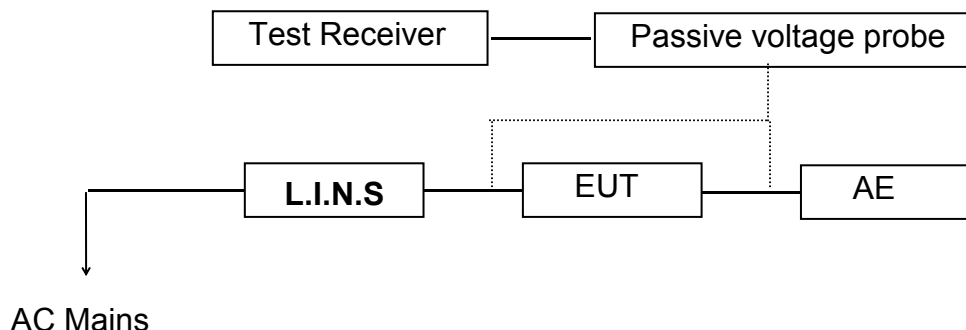 Test Receiver
Passive voltage probe
L.I.N.S
EUT
AE
AC Mains